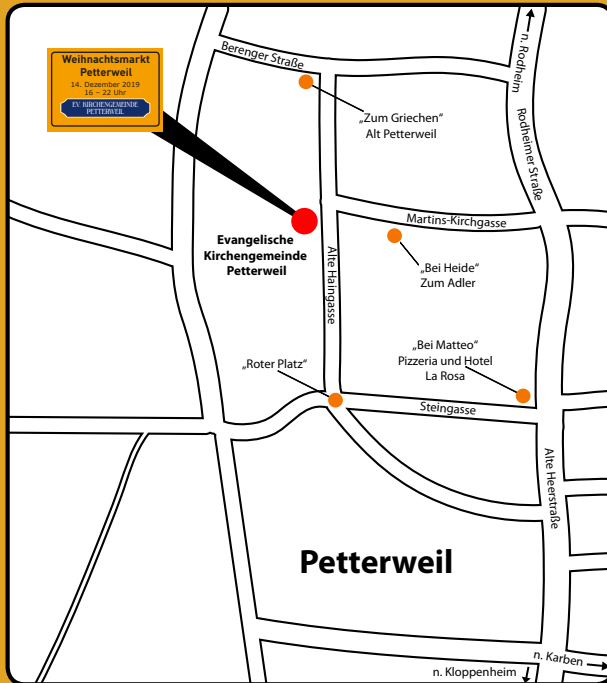 Weihnachtsmarkt
Petterweil
14. Dezember 2019
16 – 22 Uhr
EV. KIRCHENGEMEINDE
PETTERWEIL
Berenger Straße
n. Rodheim
Rodheimer Straße
„Zum Griechen“
Alt Petterweil
Martins-Kirchgasse
Evangelische
Kirchengemeinde
Petterweil
Alte Haingasse
„Bei Heide“
Zum Adler
„Roter Platz“
„Bei Matteo“
Pizzeria und Hotel
La Rosa
Steingasse
Alte Heerstraße
Petterweil
n. Karben
n. Kloppenheim